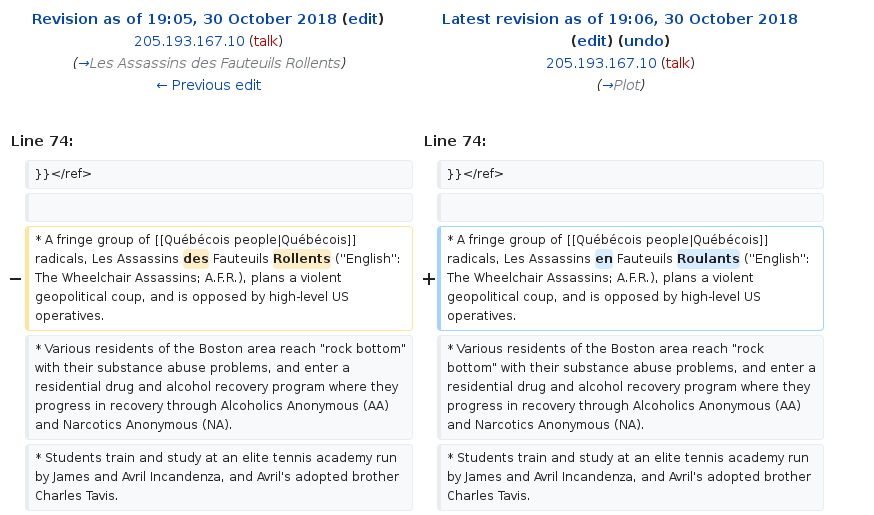 Revision as of 19:05, 30 October 2018 (edit)
205.193.167.10 (talk)
(→Les Assassins des Fauteuils Rollents)
← Previous edit
Latest revision as of 19:06, 30 October 2018
(edit) (undo)
205.193.167.10 (talk)
(→Plot)
Line 74:
Line 74:
}}</ref>
}}</ref>
− * A fringe group of [[Québécois people|Québécois]]
radicals, Les Assassins des Fauteuils Rollents ("English":
The Wheelchair Assassins; A.F.R.), plans a violent
geopolitical coup, and is opposed by high-level US
operatives.
+ * A fringe group of [[Québécois people|Québécois]]
radicals, Les Assassins en Fauteuils Roulants ("English":
The Wheelchair Assassins; A.F.R.), plans a violent
geopolitical coup, and is opposed by high-level US
operatives.
* Various residents of the Boston area reach "rock bottom"
with their substance abuse problems, and enter a
residential drug and alcohol recovery program where they
progress in recovery through Alcoholics Anonymous (AA)
and Narcotics Anonymous (NA).
* Various residents of the Boston area reach "rock
bottom" with their substance abuse problems, and enter a
residential drug and alcohol recovery program where they
progress in recovery through Alcoholics Anonymous (AA)
and Narcotics Anonymous (NA).
* Students train and study at an elite tennis academy run
by James and Avril Incandenza, and Avril's adopted brother
Charles Tavis.
* Students train and study at an elite tennis academy run
by James and Avril Incandenza, and Avril's adopted brother
Charles Tavis.